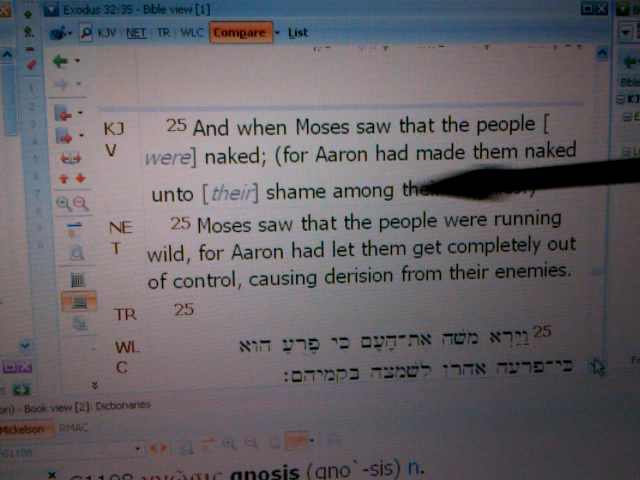 Exodus 32:35 - Bible view [1]
KJV NET TR WLC Compare List
KJ
V
25 And when Moses saw that the people [
were] naked; (for Aaron had made them naked
unto [their] shame among
NE
T
25 Moses saw that the people were running
wild, for Aaron had let them get completely out
of control, causing derision from their enemies.
TR 25
WL
C
25 וַיַּרְא מֹשֶׁה אֶת־הָעָם כִּי פָרֻעַ הוּא
כִּי־פְרָעֹה אַהֲרֹן לְשִׁמְצָה בְּקָמֵיהֶם׃
- Book view [2]: Dictionaries
Mickelson RMAC
gnosis (gno`-sis) n.